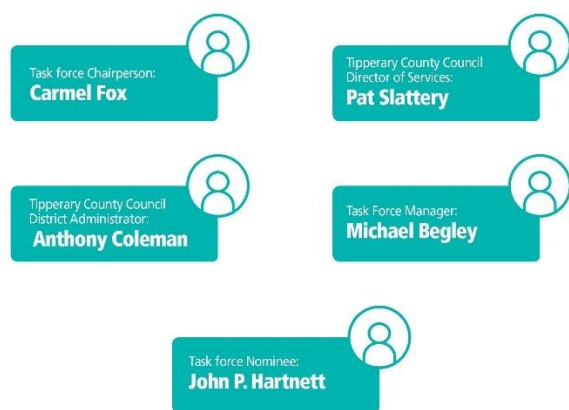 Task force Chairperson:
Carmel Fox
Tipperary County Council
Director of Services:
Pat Slattery
Tipperary County Council
District Administrator:
Anthony Coleman
Task Force Manager:
Michael Begley
Task force Nominee:
John P. Hartnett